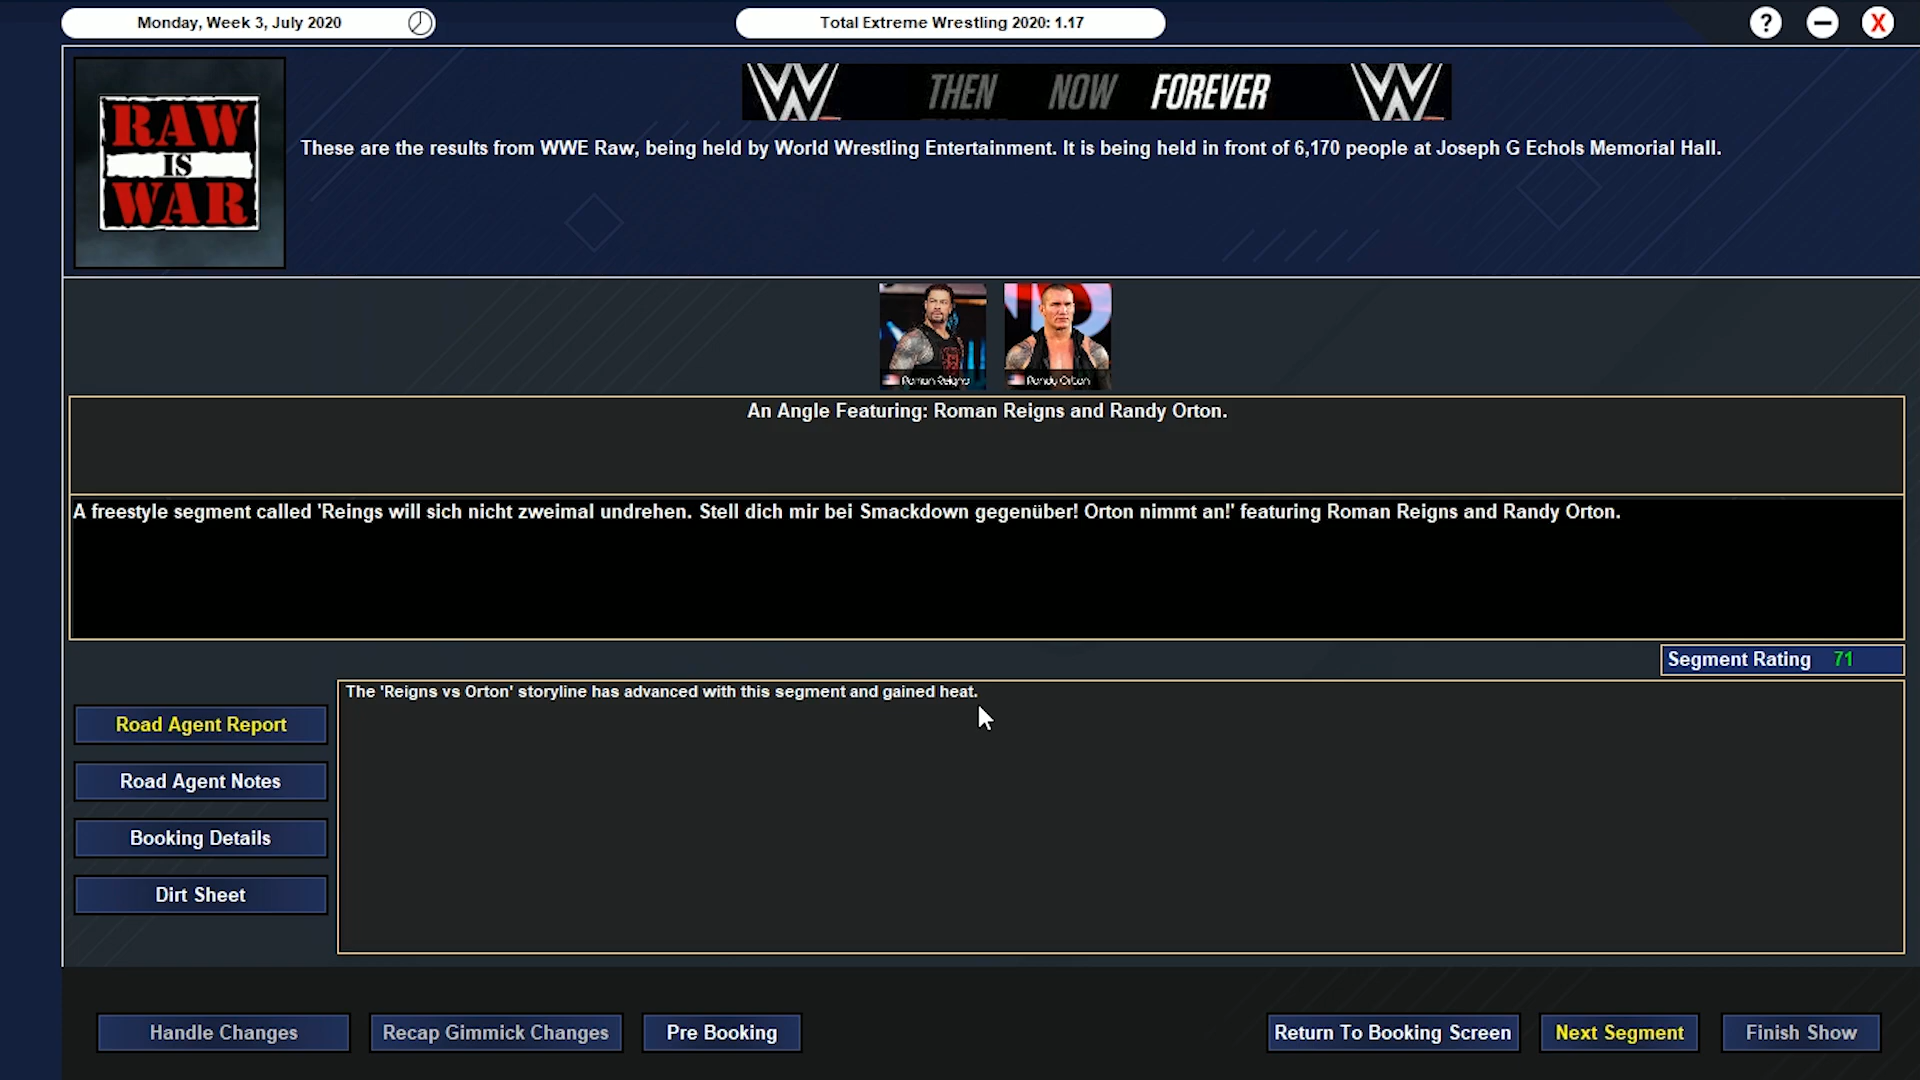 Monday, Week 3, July 2020
Total Extreme Wrestling 2020: 1.17
?
X
RAW
IS
WAR
W THEN NOW FOREVER W
These are the results from WWE Raw, being held by World Wrestling Entertainment. It is being held in front of 6,170 people at Joseph G Echols Memorial Hall.
Roman Reigns
Randy Orton
An Angle Featuring: Roman Reigns and Randy Orton.
A freestyle segment called 'Reings will sich nicht zweimal undrehen. Stell dich mir bei Smackdown gegenüber! Orton nimmt an!' featuring Roman Reigns and Randy Orton.
Segment Rating 71
The 'Reigns vs Orton' storyline has advanced with this segment and gained heat.
Road Agent Report
Road Agent Notes
Booking Details
Dirt Sheet
Handle Changes
Recap Gimmick Changes
Pre Booking
Return To Booking Screen
Next Segment
Finish Show